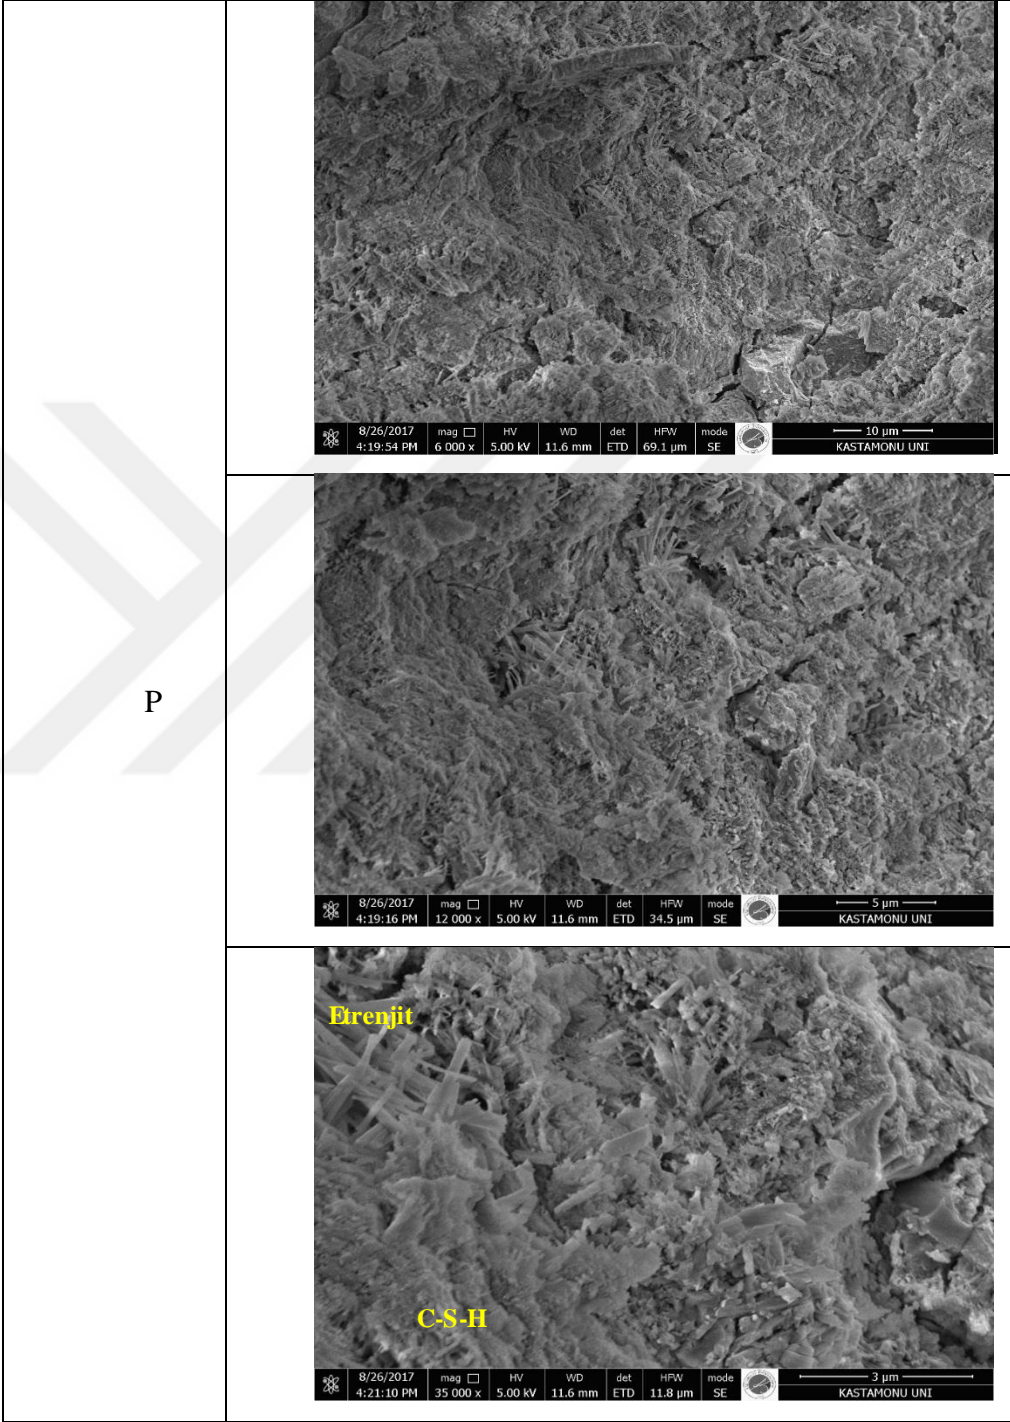 8/26/2017 mag HV WD det HFW mode 10 µm
4:19:54 PM 6 000 x 5.00 kV 11.6 mm ETD 69.1 µm SE KASTAMONU UNI
P
8/26/2017 mag HV WD det HFW mode 5 µm
4:19:16 PM 12 000 x 5.00 kV 11.6 mm ETD 34.5 µm SE KASTAMONU UNI
Etrenjit
C-S-H
8/26/2017 mag HV WD det HFW mode 3 µm
4:21:10 PM 35 000 x 5.00 kV 11.6 mm ETD 11.8 µm SE KASTAMONU UNI